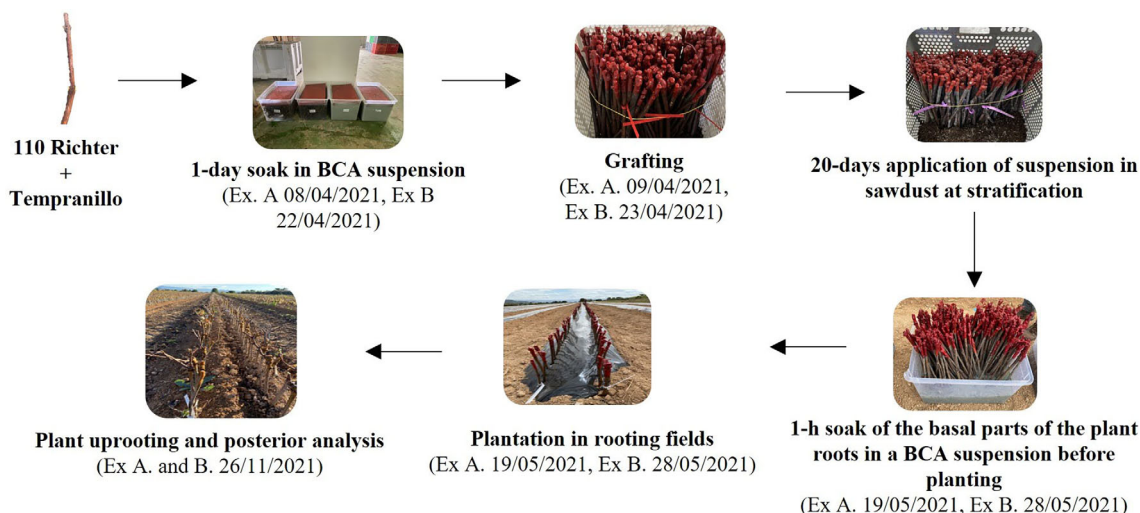 110 Richter
+
Tempranillo
1-day soak in BCA suspension
(Ex. A 08/04/2021, Ex B
22/04/2021)
Grafting
(Ex. A. 09/04/2021,
Ex B. 23/04/2021)
20-days application of suspension in
sawdust at stratification
1-h soak of the basal parts of the plant
roots in a BCA suspension before
planting
(Ex A. 19/05/2021, Ex B. 28/05/2021)
Plantation in rooting fields
(Ex A. 19/05/2021, Ex B. 28/05/2021)
Plant uprooting and posterior analysis
(Ex A. and B. 26/11/2021)